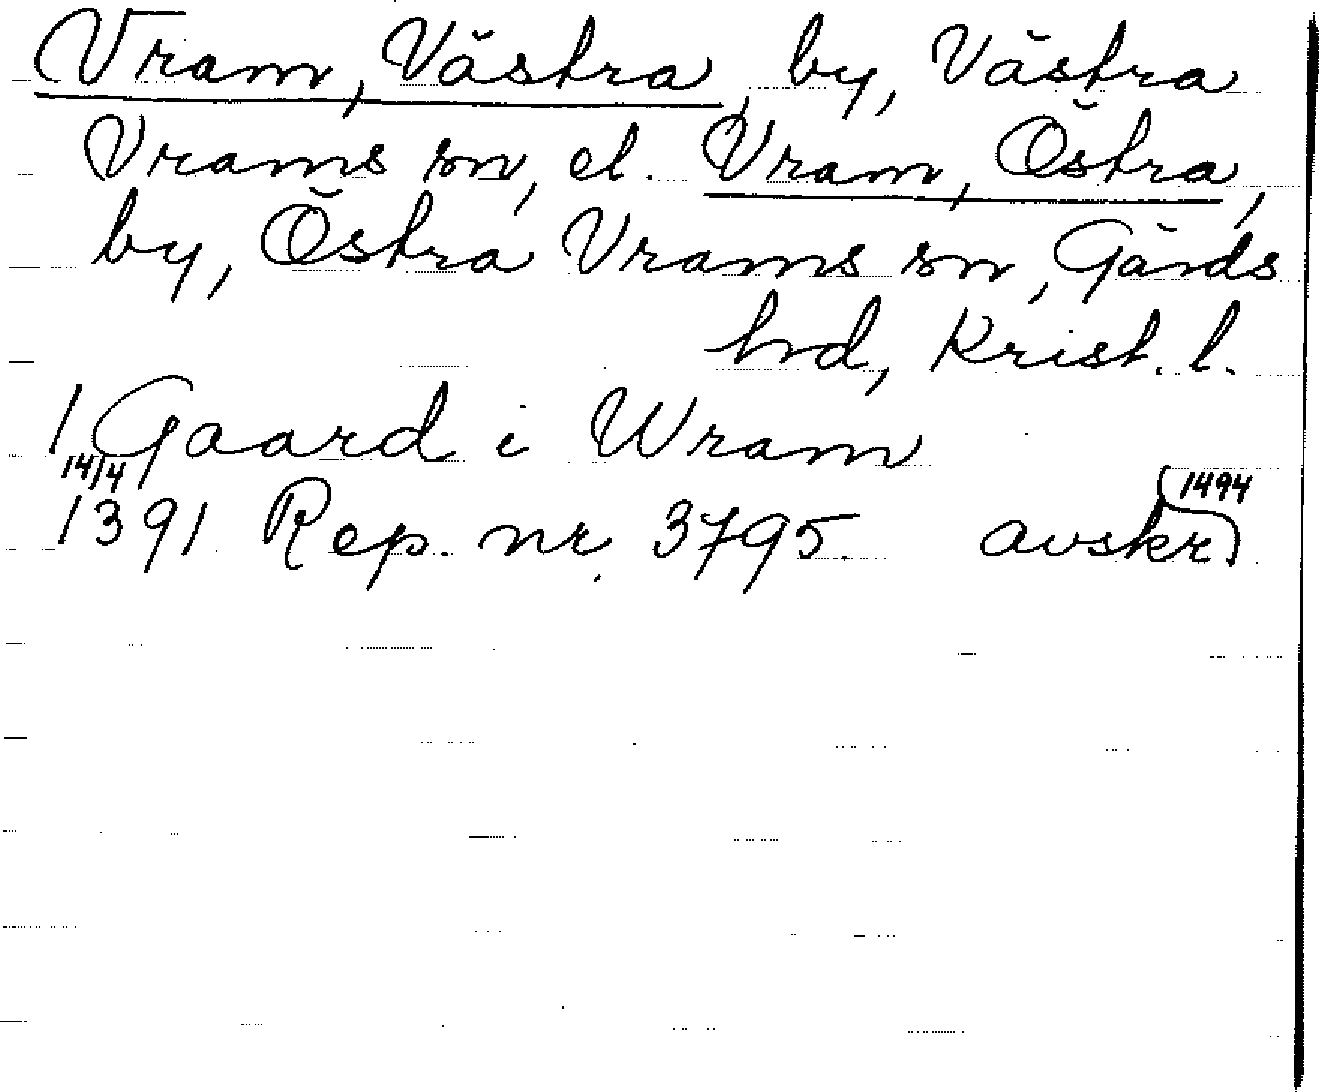 Vram, Västra, by, Västra
Vrams sn, el. Vram, Östra,
by, Östra Vrams sn, Gärds
hd, Krist. l.
1 Gaard i Wram
14/4
1391 Rep. nr. 3795. avskr (1494)